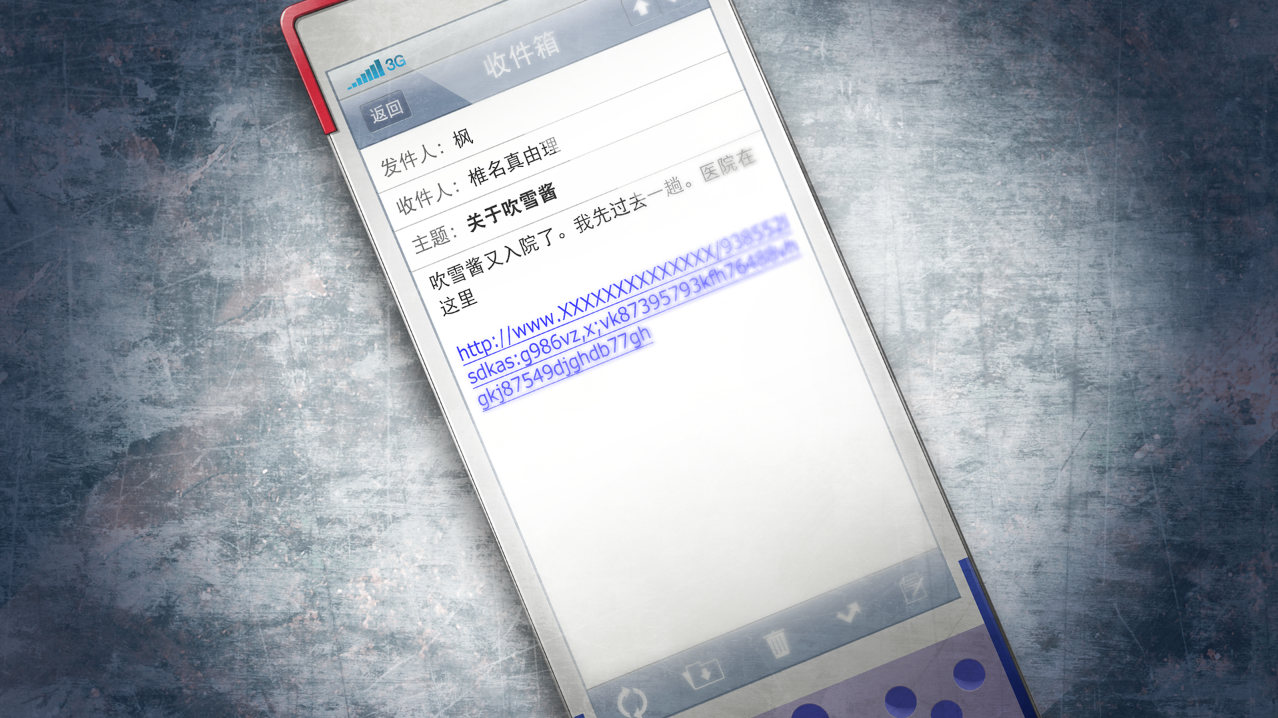 3G
收件箱
返回
发件人：枫
收件人：椎名真由理
主题：关于吹雪酱
吹雪酱又入院了。我先过去一趟。医院在
这里
http://www.XXXXXXXXXXXXXX/938552l
sdkas:g986vz,x;vk87395793kfh76488vh
gkj87549djghdb77gh